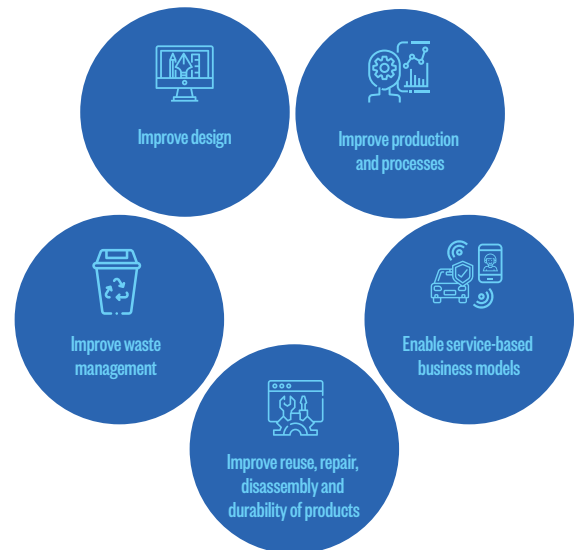 Improve design
Improve production
and processes
Improve waste
management
Enable service-based
business models
Improve reuse, repair,
disassembly and
durability of products